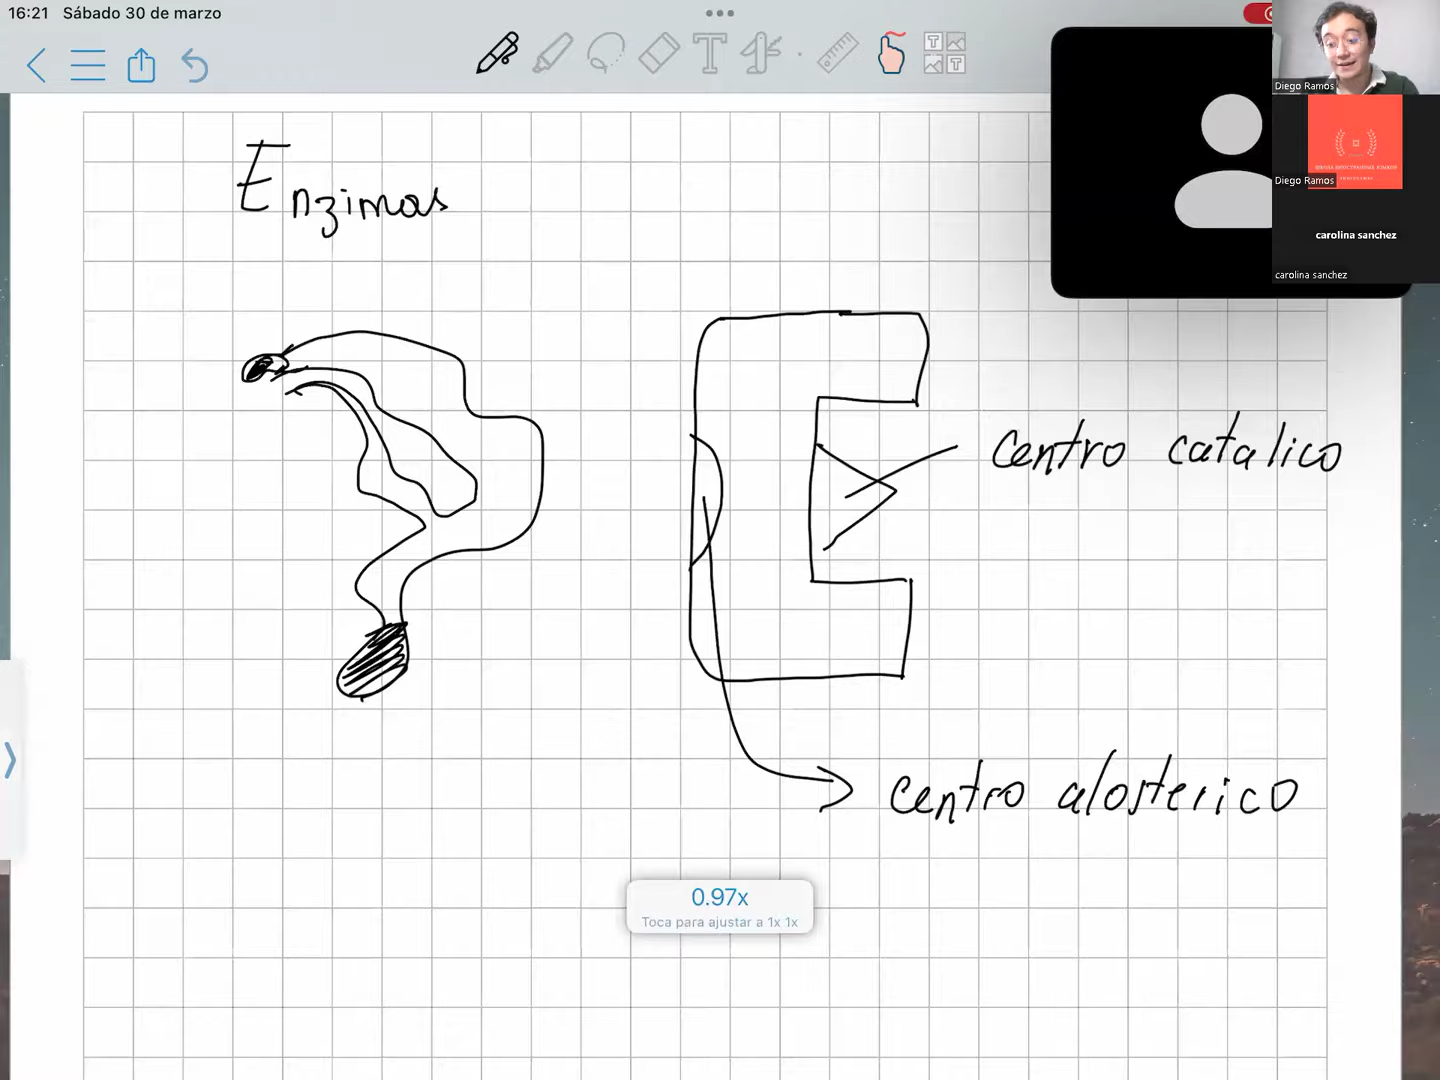 16:21 Sábado 30 de marzo
Diego Ramos
Diego Ramos
carolina sanchez
carolina sanchez
Enzimas
centro catalico
centro alosterico
0.97x
Toca para ajustar a 1x 1x